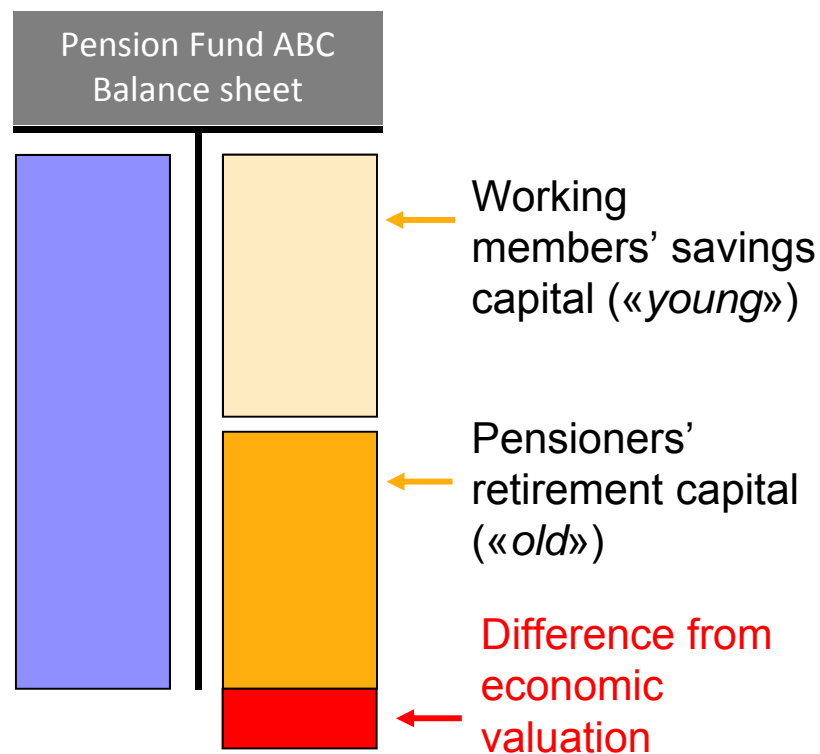 Pension Fund ABC
Balance sheet
Working
members’ savings
capital («young»)
Pensioners’
retirement capital
(«old»)
Difference from
economic
valuation